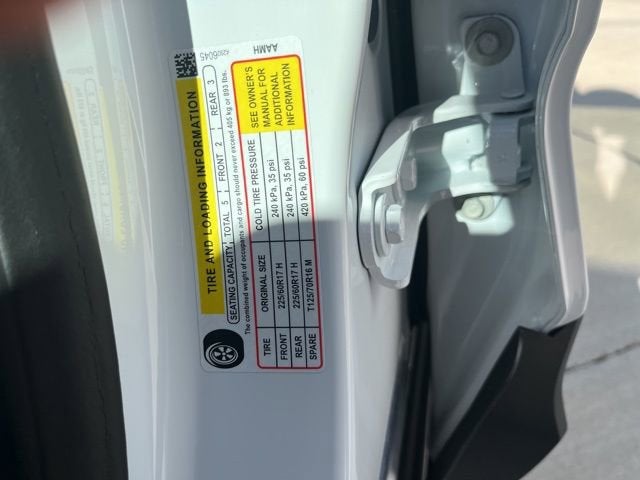 42906045
AAMH
TIRE AND LOADING INFORMATION
SEATING CAPACITY TOTAL 5 FRONT 2 REAR 3
The combined weight of occupants and cargo should never exceed 405 kg or 893 lbs.
TIRE ORIGINAL SIZE COLD TIRE PRESSURE
FRONT 225/60R17 H 240 kPa, 35 psi
REAR 225/60R17 H 240 kPa, 35 psi
SPARE T125/70R16 M 420 kPa, 60 psi
SEE OWNER'S
MANUAL FOR
ADDITIONAL
INFORMATION